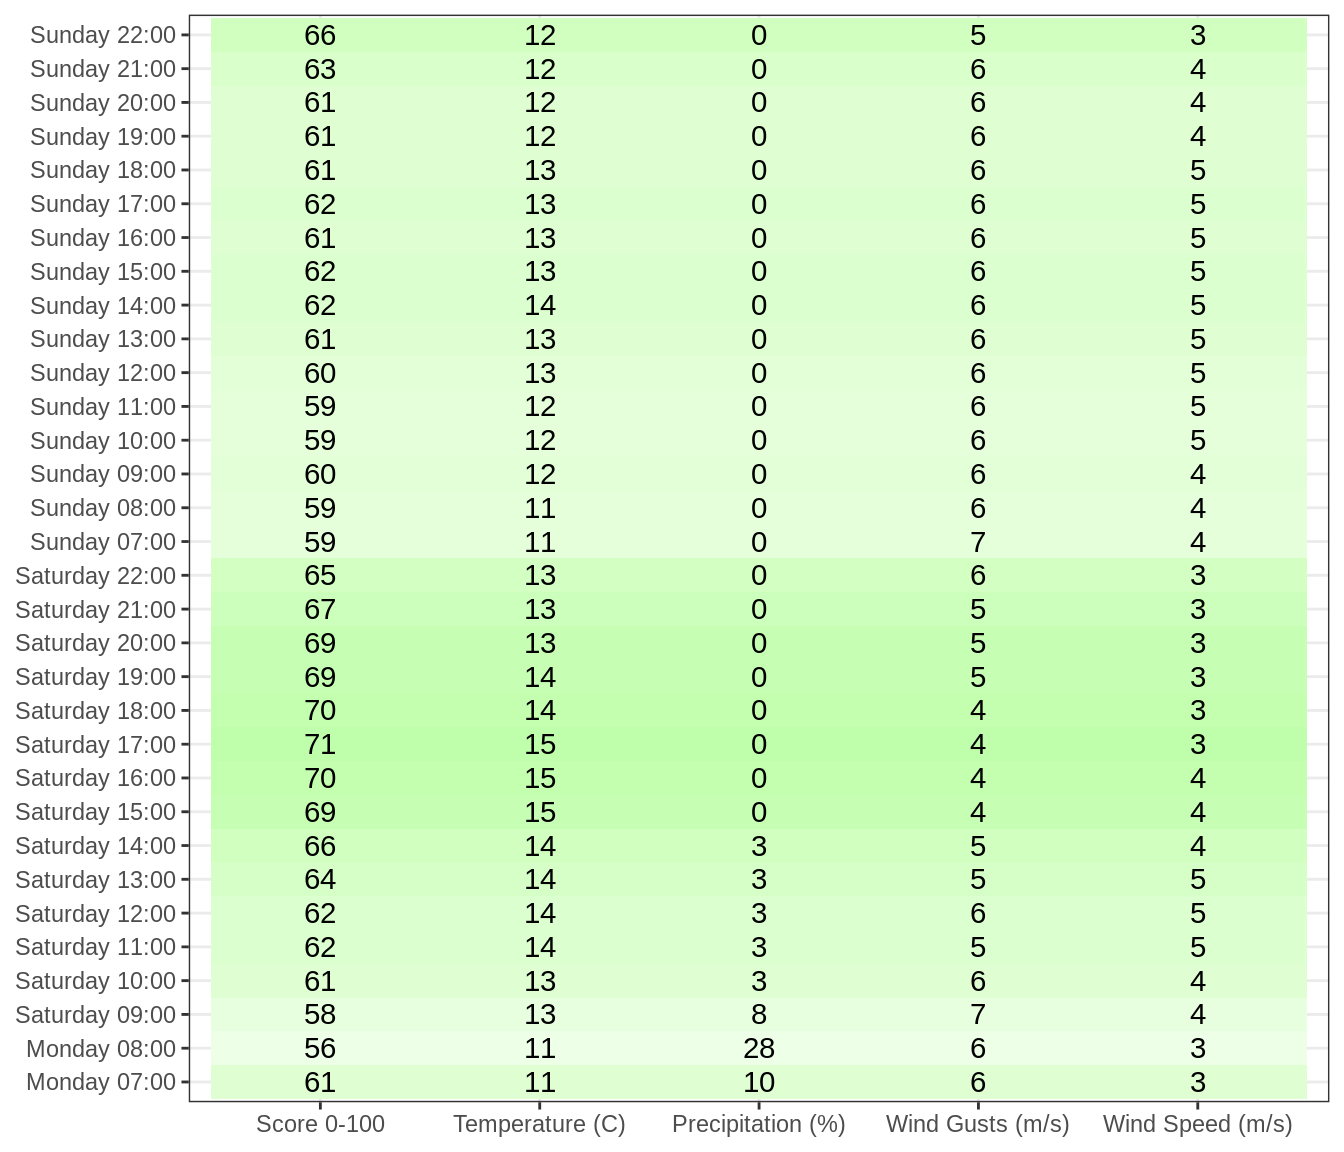 Sunday 22:00 66 12 0 5 3
Sunday 21:00 63 12 0 6 4
Sunday 20:00 61 12 0 6 4
Sunday 19:00 61 12 0 6 4
Sunday 18:00 61 13 0 6 5
Sunday 17:00 62 13 0 6 5
Sunday 16:00 61 13 0 6 5
Sunday 15:00 62 13 0 6 5
Sunday 14:00 62 14 0 6 5
Sunday 13:00 61 13 0 6 5
Sunday 12:00 60 13 0 6 5
Sunday 11:00 59 12 0 6 5
Sunday 10:00 59 12 0 6 5
Sunday 09:00 60 12 0 6 4
Sunday 08:00 59 11 0 6 4
Sunday 07:00 59 11 0 7 4
Saturday 22:00 65 13 0 6 3
Saturday 21:00 67 13 0 5 3
Saturday 20:00 69 13 0 5 3
Saturday 19:00 69 14 0 5 3
Saturday 18:00 70 14 0 4 3
Saturday 17:00 71 15 0 4 3
Saturday 16:00 70 15 0 4 4
Saturday 15:00 69 15 0 4 4
Saturday 14:00 66 14 3 5 4
Saturday 13:00 64 14 3 5 5
Saturday 12:00 62 14 3 6 5
Saturday 11:00 62 14 3 5 5
Saturday 10:00 61 13 3 6 4
Saturday 09:00 58 13 8 7 4
Monday 08:00 56 11 28 6 3
Monday 07:00 61 11 10 6 3
Score 0-100 Temperature (C) Precipitation (%) Wind Gusts (m/s) Wind Speed (m/s)